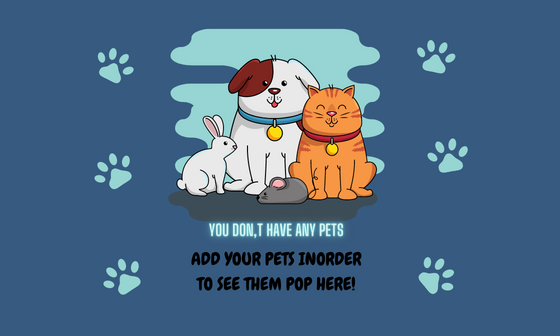 YOU DON,T HAVE ANY PETS
ADD YOUR PETS INORDER
TO SEE THEM POP HERE!